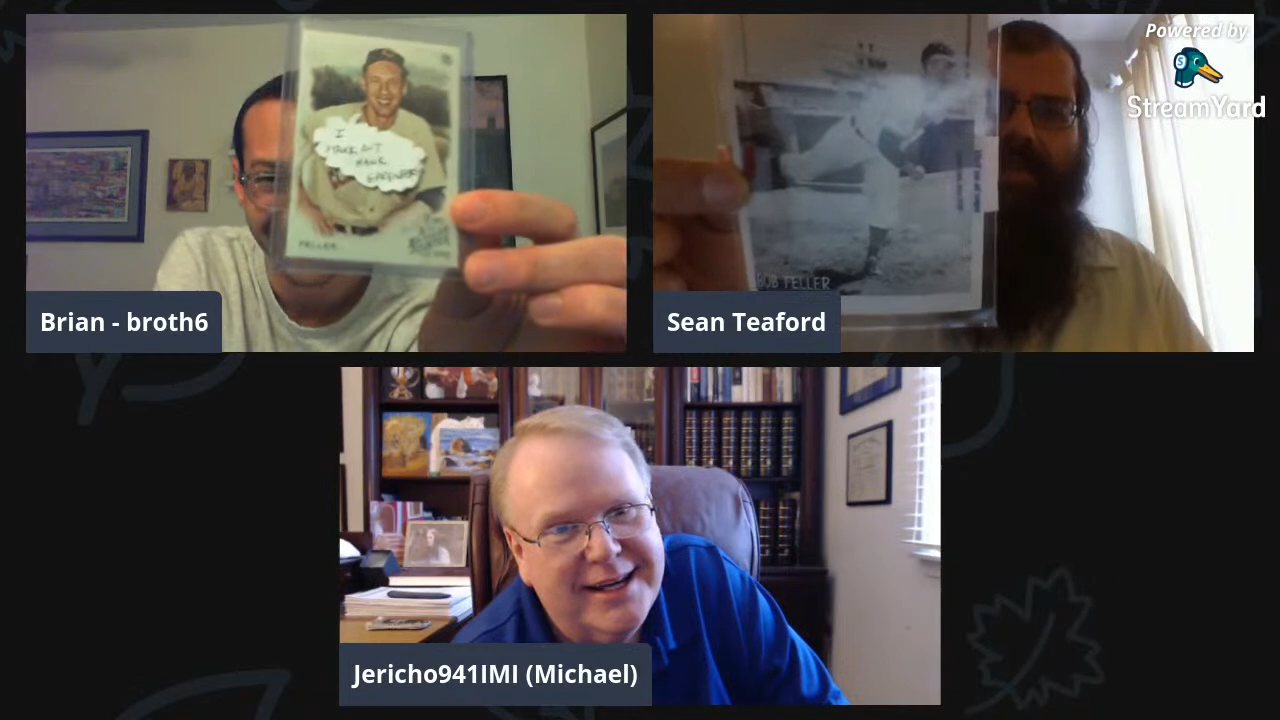 I
STRUCK OUT
HANK
GREENBERG
FELLER
BOB FELLER
Powered by
StreamYard
Brian - broth6
Sean Teaford
Jericho941IMI (Michael)